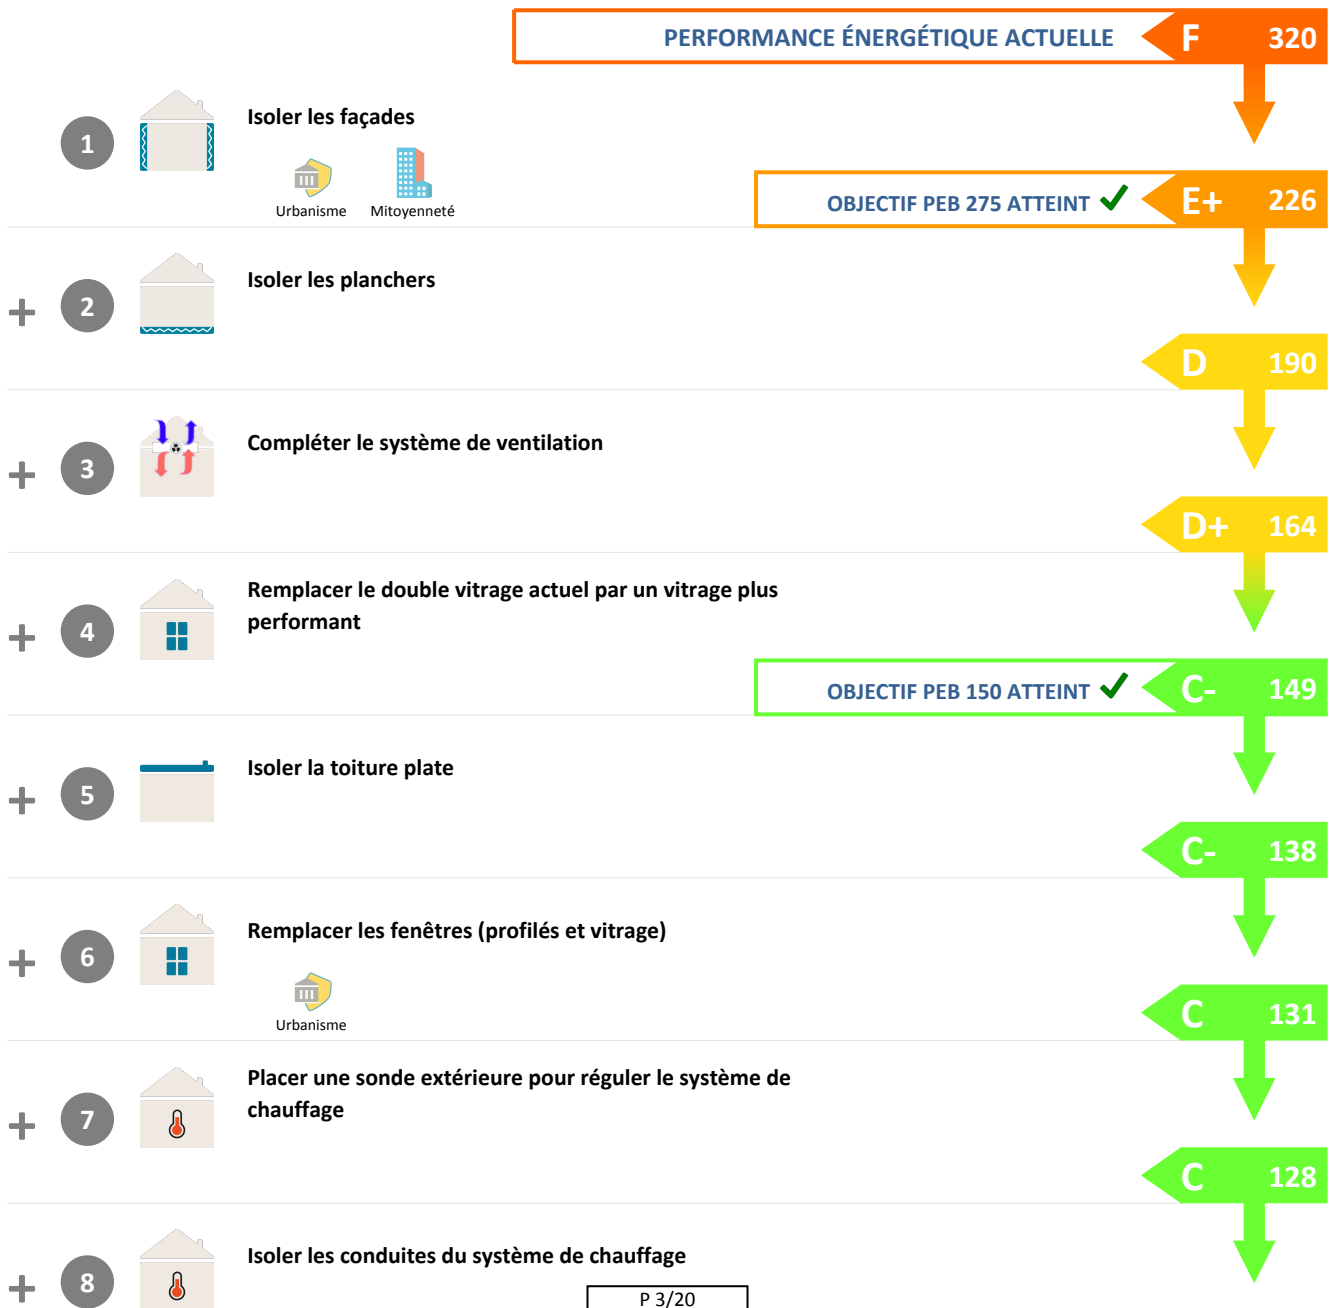 PERFORMANCE ÉNERGÉTIQUE ACTUELLE F 320
1 Isoler les façades
Urbanisme Mitoyenneté
OBJECTIF PEB 275 ATTEINT ✓ E+ 226
+ 2 Isoler les planchers
D 190
+ 3 Compléter le système de ventilation
D+ 164
+ 4 Remplacer le double vitrage actuel par un vitrage plus
performant
OBJECTIF PEB 150 ATTEINT ✓ C- 149
+ 5 Isoler la toiture plate
C- 138
+ 6 Remplacer les fenêtres (profilés et vitrage)
Urbanisme
C 131
+ 7 Placer une sonde extérieure pour réguler le système de
chauffage
C 128
+ 8 Isoler les conduites du système de chauffage
P 3/20